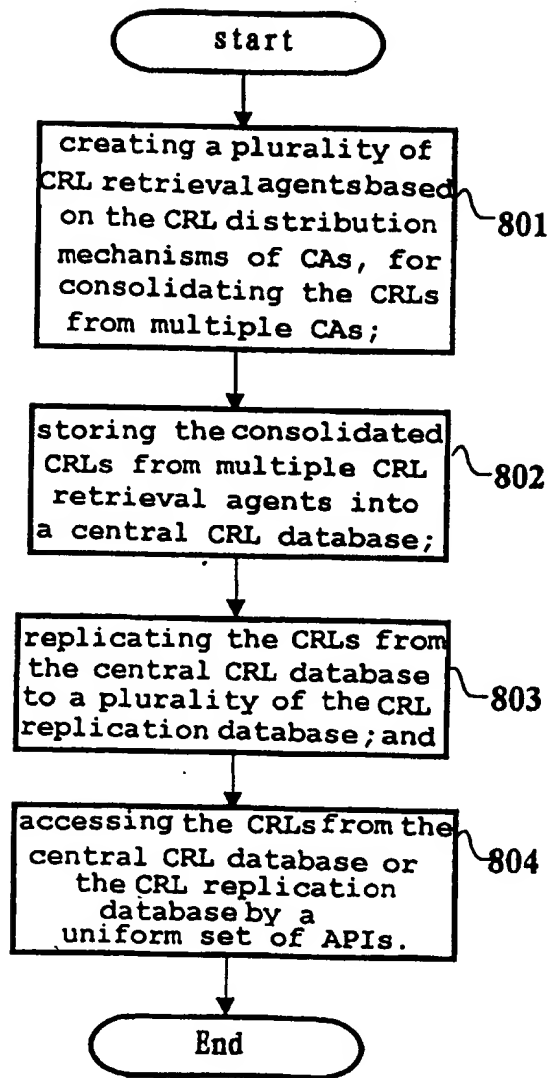 start
creating a plurality of
CRL retrieval agents based
on the CRL distribution
mechanisms of CAs, for
consolidating the CRLs
from multiple CAs;
801
storing the consolidated
CRLs from multiple CRL
retrieval agents into
a central CRL database;
802
replicating the CRLs from
the central CRL database
to a plurality of the CRL
replication database; and
803
accessing the CRLs from the
central CRL database or
the CRL replication
database by a
uniform set of APIs.
804
End